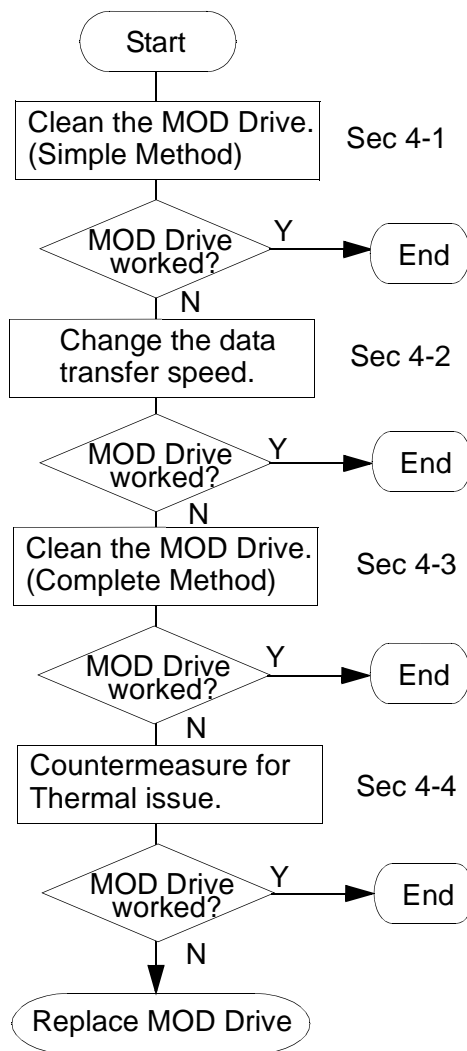 Start
Clean the MOD Drive.
(Simple Method)
Sec 4-1
MOD Drive
worked?
Y
End
N
Change the data
transfer speed.
Sec 4-2
MOD Drive
worked?
Y
End
N
Clean the MOD Drive.
(Complete Method)
Sec 4-3
MOD Drive
worked?
Y
End
N
Countermeasure for
Thermal issue.
Sec 4-4
MOD Drive
worked?
Y
End
N
Replace MOD Drive